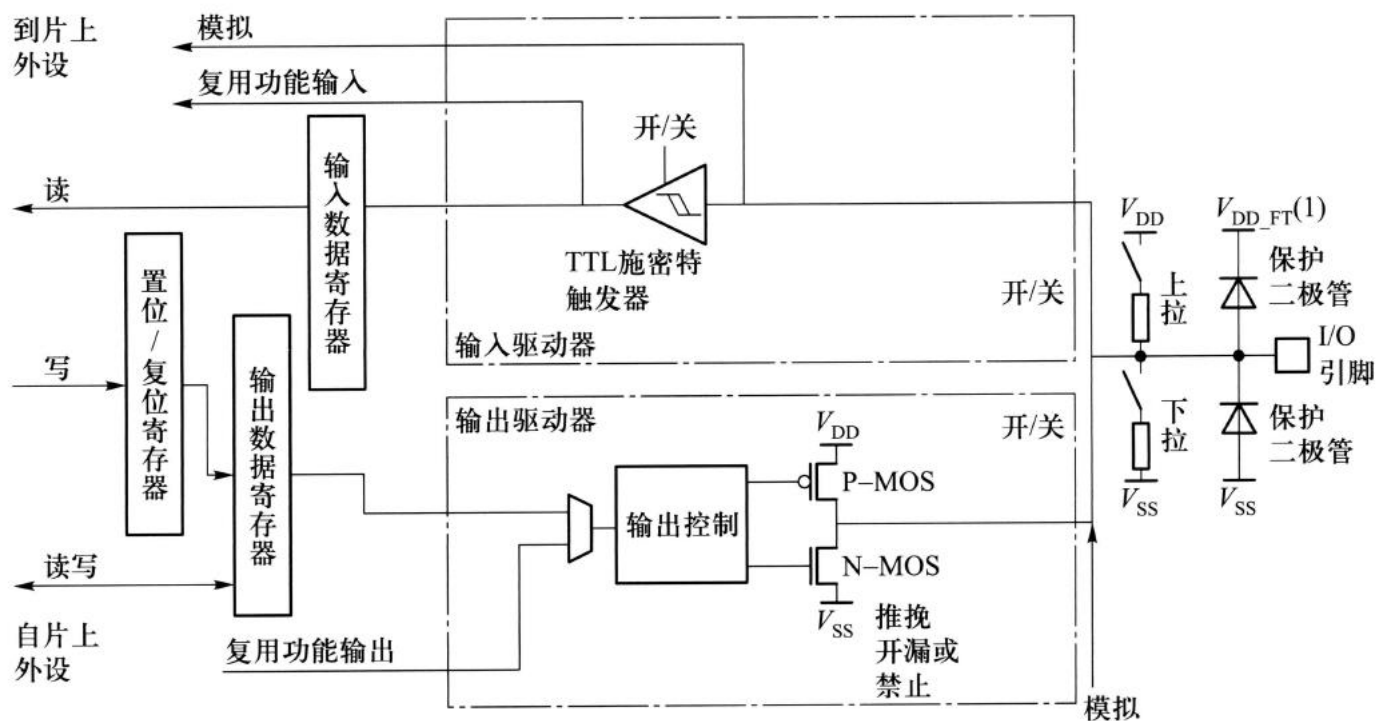 到片上
外设
模拟
复用功能输入
开/关
读
输入数据寄存器
TTL施密特
触发器
开/关
输入驱动器
V_DD
V_DD_FT(1)
保护
二极管
上拉
I/O
引脚
写
置位/复位寄存器
输出数据寄存器
输出驱动器
V_DD
开/关
下拉
保护
二极管
P-MOS
输出控制
V_SS
V_SS
读写
N-MOS
V_SS
推挽
开漏或
禁止
自片上
外设
复用功能输出
模拟